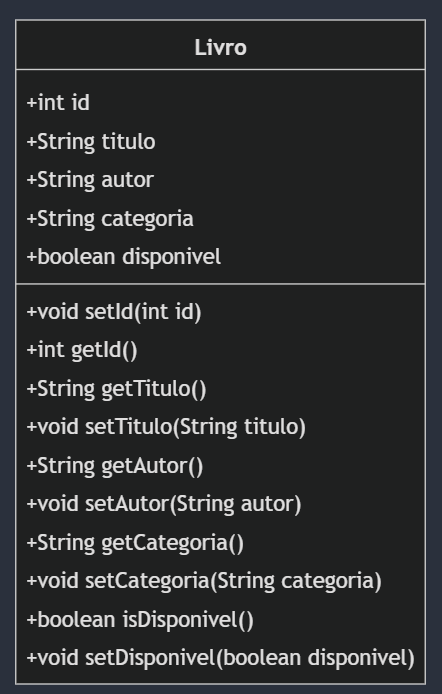 Livro
+int id
+String titulo
+String autor
+String categoria
+boolean disponivel
+void setId(int id)
+int getId()
+String getTitulo()
+void setTitulo(String titulo)
+String getAutor()
+void setAutor(String autor)
+String getCategoria()
+void setCategoria(String categoria)
+boolean isDisponivel()
+void setDisponivel(boolean disponivel)